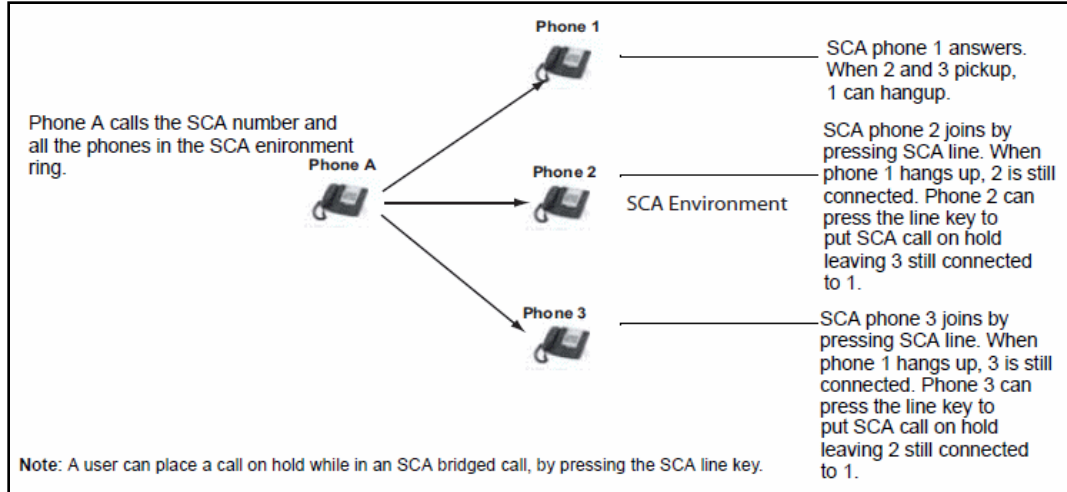 Phone A calls the SCA number and
all the phones in the SCA enironment
ring.
Phone A
Phone 1
SCA phone 1 answers.
When 2 and 3 pickup,
1 can hangup.
Phone 2
SCA Environment
SCA phone 2 joins by
pressing SCA line. When
phone 1 hangs up, 2 is still
connected. Phone 2 can
press the line key to
put SCA call on hold
leaving 3 still connected
to 1.
Phone 3
SCA phone 3 joins by
pressing SCA line. When
phone 1 hangs up, 3 is still
connected. Phone 3 can
press the line key to
put SCA call on hold
leaving 2 still connected
to 1.
Note: A user can place a call on hold while in an SCA bridged call, by pressing the SCA line key.